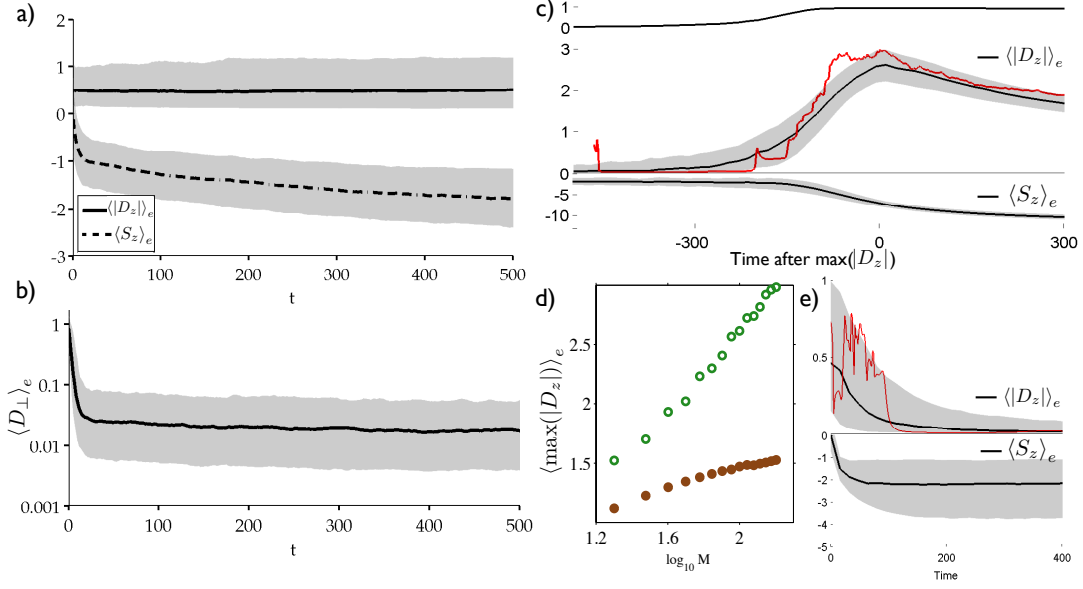 a)
2
1
0
-1
-2
-3
⟨|D_z|⟩_e
⟨S_z⟩_e
0 100 200 300 400 500
t
b)
1
0.1
0.01
0.001
⟨D_⊥⟩_e
0 100 200 300 400 500
t
c)
1
0
3
2
1
0
⟨|D_z|⟩_e
-5
-10
⟨S_z⟩_e
-300 0 300
Time after max(|D_z|)
d)
2.5
2
1.5
⟨max(|D_z|)⟩_e
1.2 1.6 2
log₁₀ M
e)
1
0.5
⟨|D_z|⟩_e
0
-1
-2
-3
-4
-5
⟨S_z⟩_e
0 200 400
Time